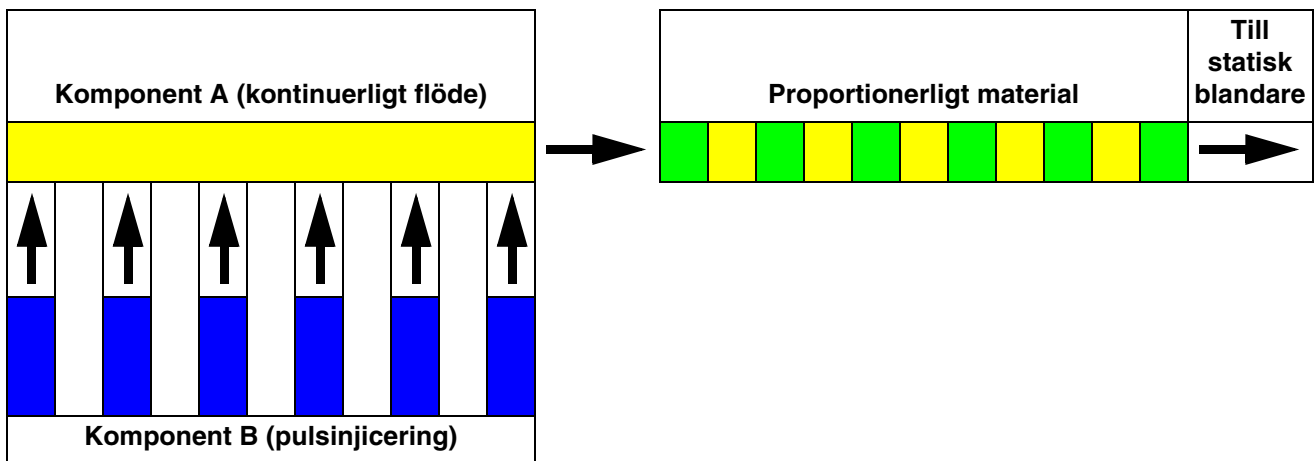 Komponent A (kontinuerligt flöde)
Komponent B (pulsinjicering)
Proportionerligt material
Till
statisk
blandare